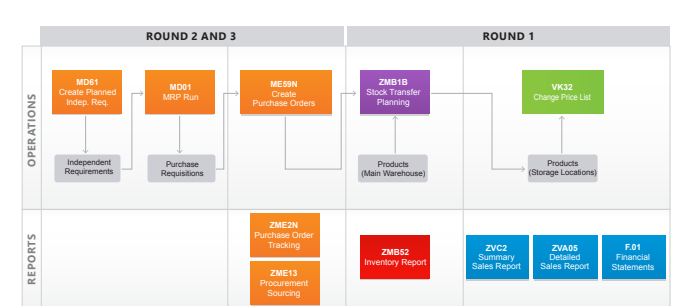 ROUND 2 AND 3
ROUND 1
OPERATIONS
MD61
Create Planned
Indep. Req.
MD01
MRP Run
ME59N
Create
Purchase Orders
ZMB1B
Stock Transfer
Planning
VK32
Change Price List
Independent
Requirements
Purchase
Requisitions
Products
(Main Warehouse)
Products
(Storage Locations)
REPORTS
ZME2N
Purchase Order
Tracking
ZME13
Procurement
Sourcing
ZMB52
Inventory Report
ZVC2
Summary
Sales Report
ZVA05
Detailed
Sales Report
F.01
Financial
Statements